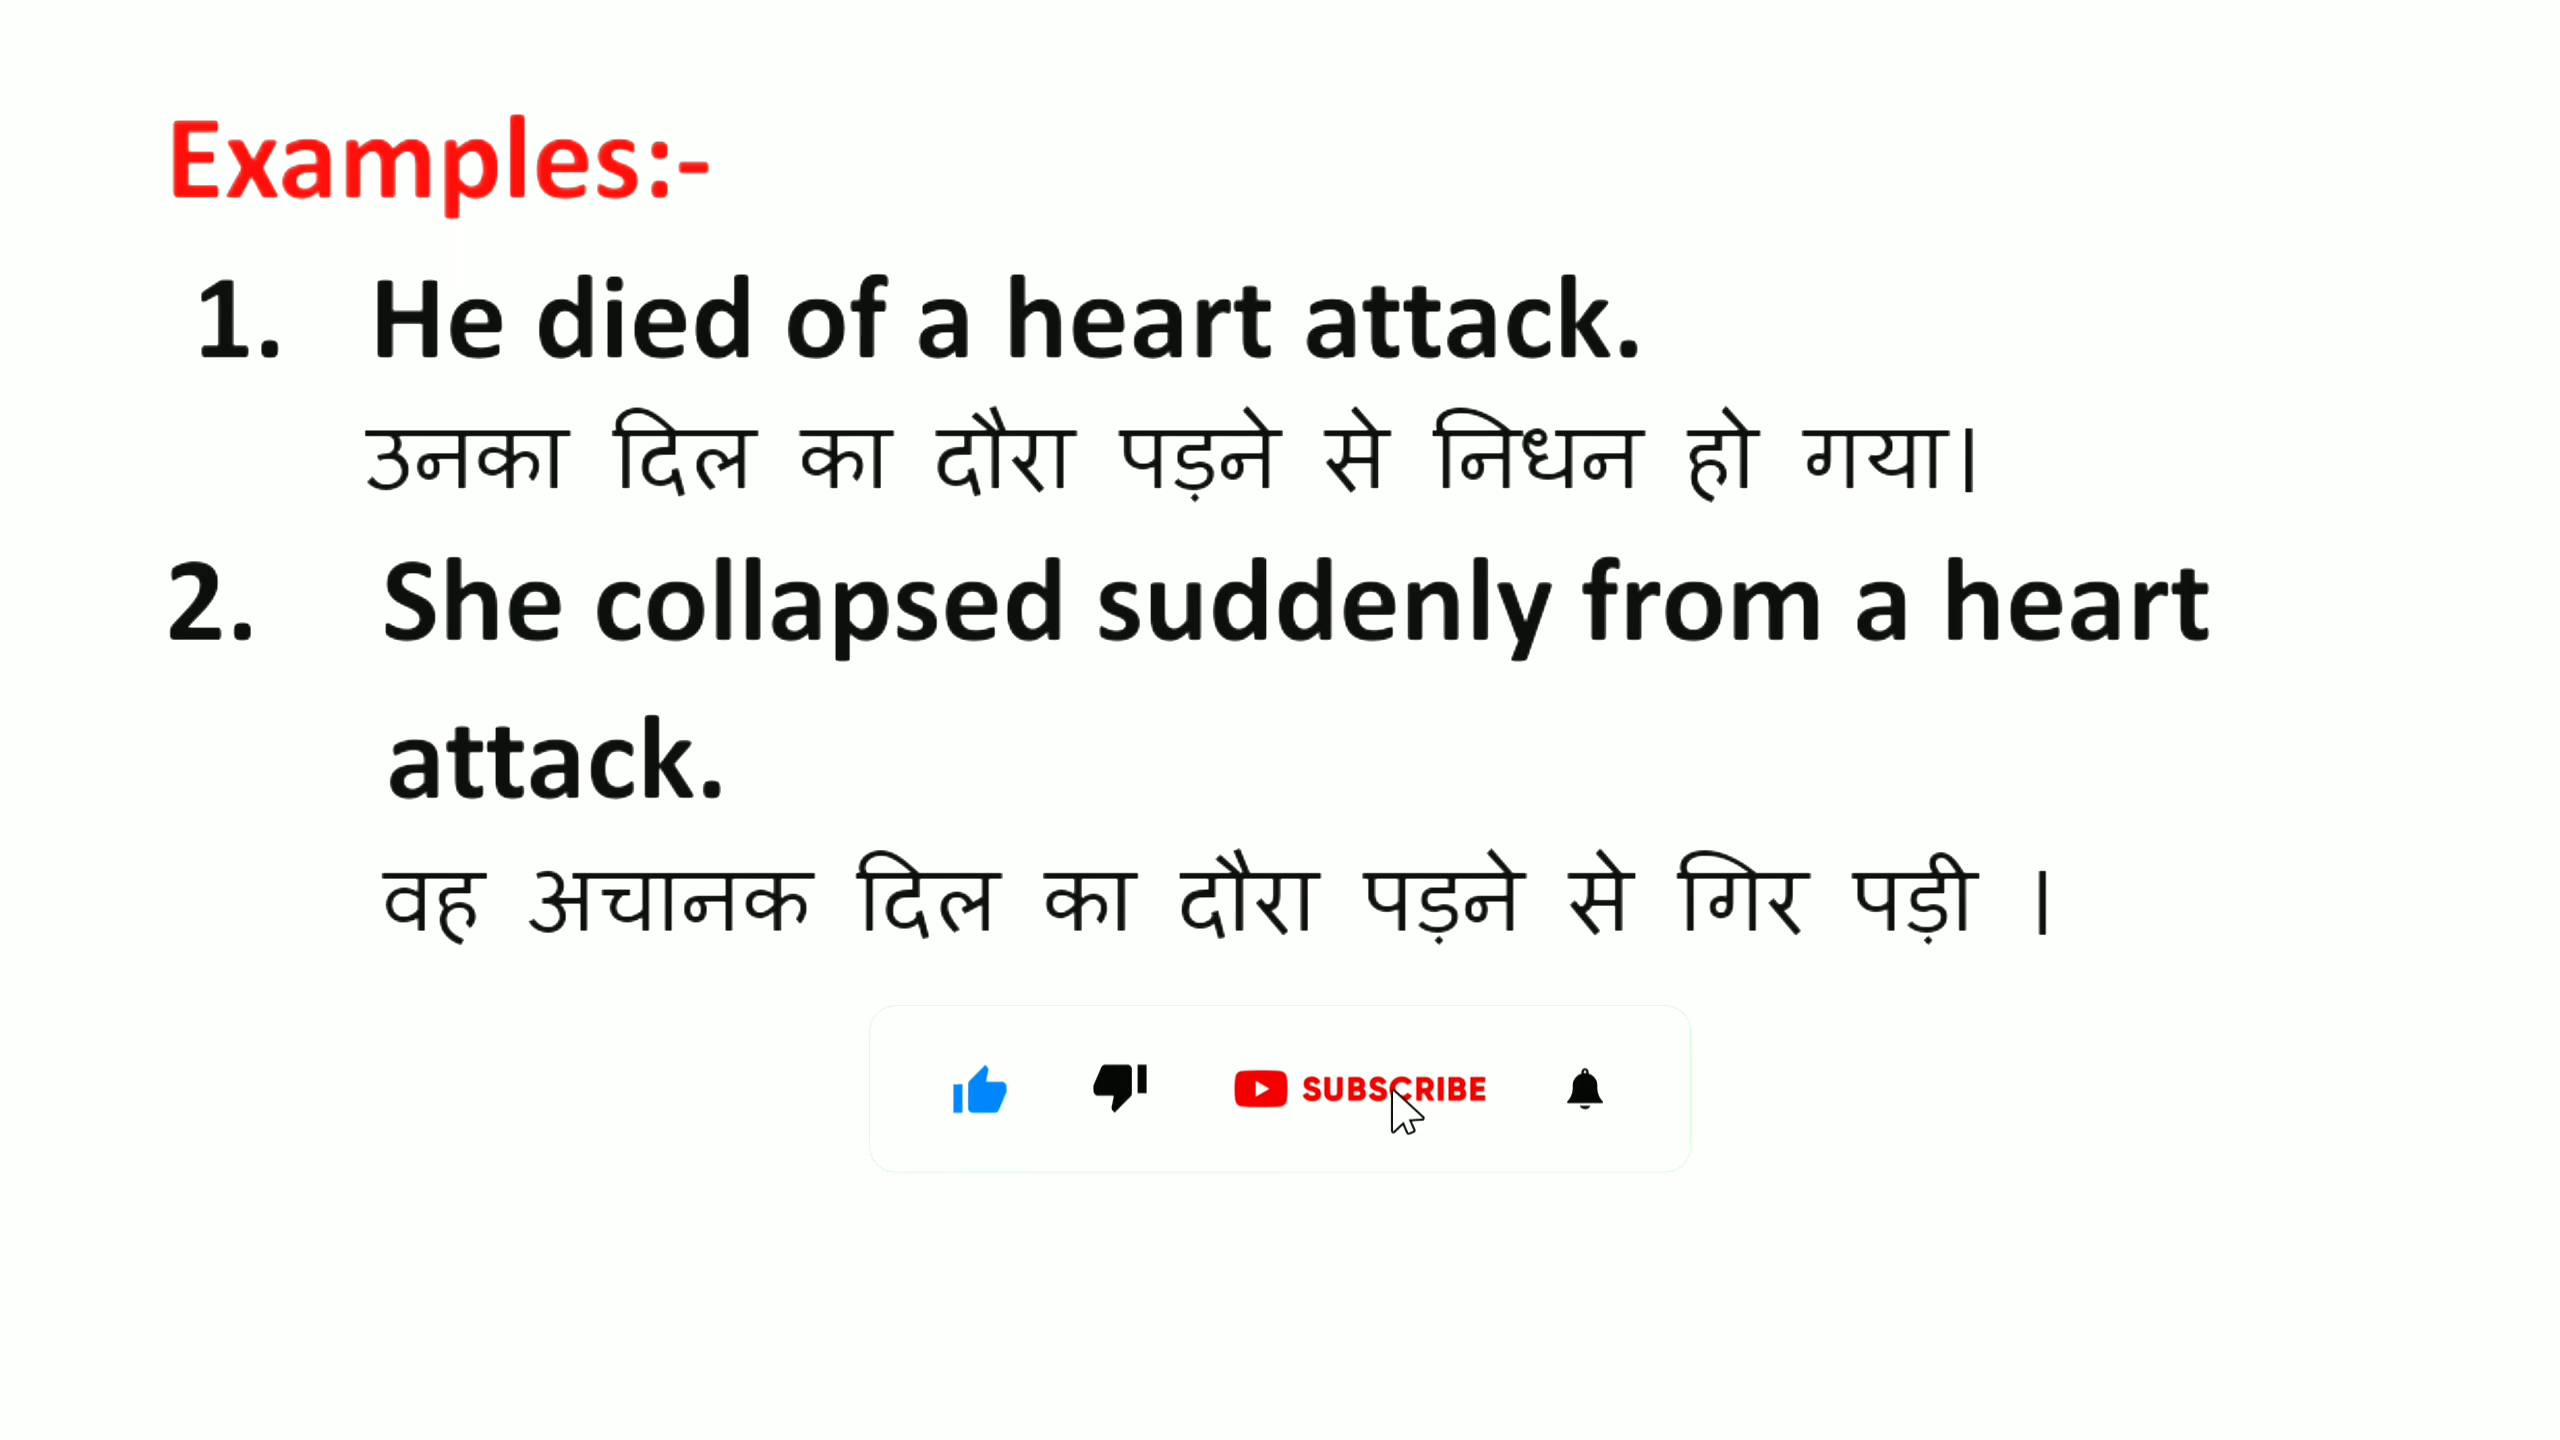 Examples:-
1. He died of a heart attack.
उनका दिल का दौरा पड़ने से निधन हो गया।
2. She collapsed suddenly from a heart
attack.
वह अचानक दिल का दौरा पड़ने से गिर पड़ी ।
SUBSCRIBE